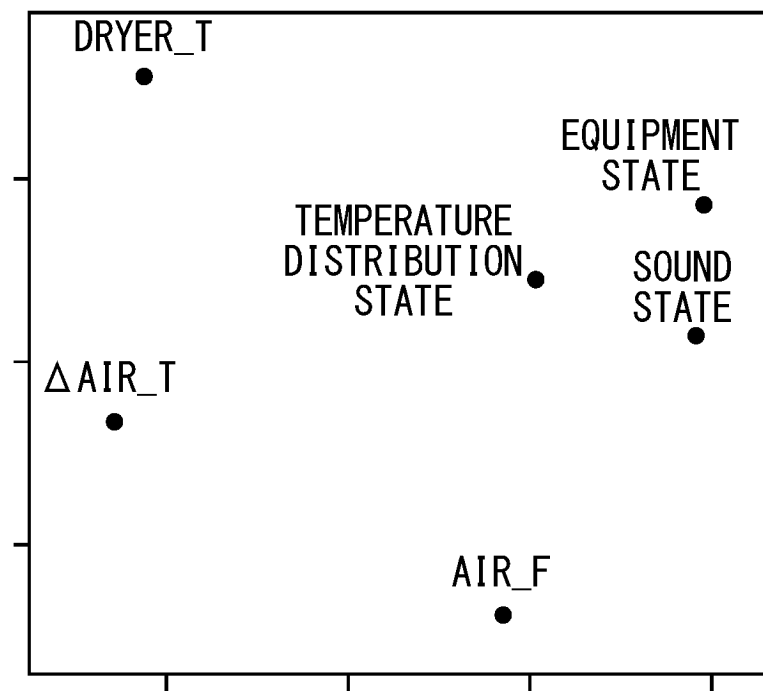 DRYER_T
EQUIPMENT
STATE
TEMPERATURE
DISTRIBUTION
STATE
SOUND
STATE
ΔAIR_T
AIR_F